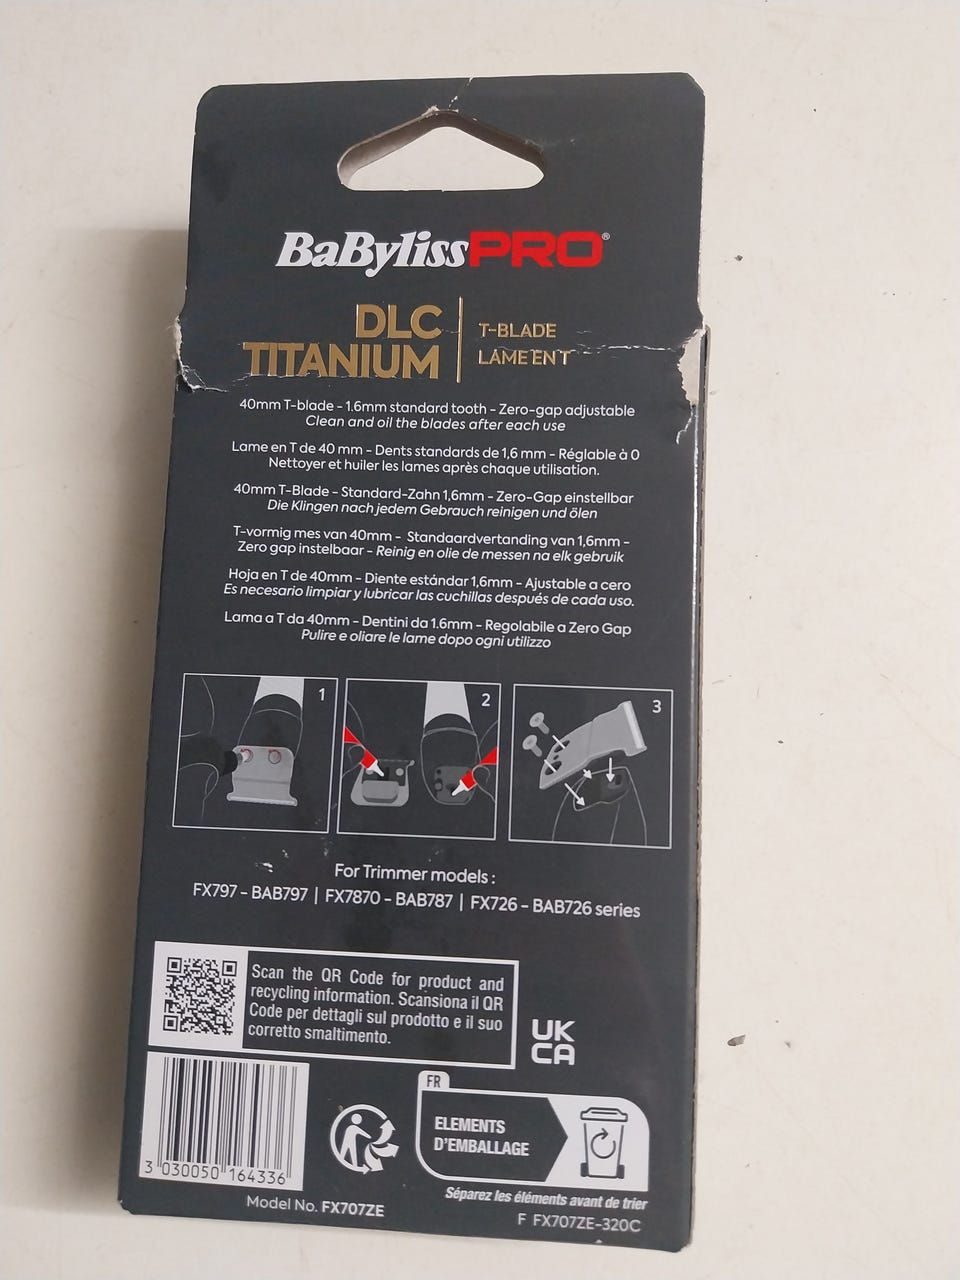 BaBylissPRO®
DLC
TITANIUM
T-BLADE
LAME EN T
40mm T-blade - 1.6mm standard tooth - Zero-gap adjustable
Clean and oil the blades after each use
Lame en T de 40 mm - Dents standards de 1,6 mm - Réglable à 0
Nettoyer et huiler les lames après chaque utilisation.
40mm T-Blade - Standard-Zahn 1,6mm - Zero-Gap einstellbar
Die Klingen nach jedem Gebrauch reinigen und ölen
T-vormig mes van 40mm - Standaardvertanding van 1,6mm -
Zero gap instelbaar - Reinig en olie de messen na elk gebruik
Hoja en T de 40mm - Diente estándar 1,6mm - Ajustable a cero
Es necesario limpiar y lubricar las cuchillas después de cada uso.
Lama a T da 40mm - Dentini da 1.6mm - Regolabile a Zero Gap
Pulire e oliare le lame dopo ogni utilizzo
1
2
3
For Trimmer models :
FX797 - BAB797 | FX7870 - BAB787 | FX726 - BAB726 series
Scan the QR Code for product and
recycling information. Scansiona il QR
Code per dettagli sul prodotto e il suo
corretto smaltimento.
UK
CA
3 030050 164336
FR
ELEMENTS
D'EMBALLAGE
Séparez les éléments avant de trier
Model No. FX707ZE
F FX707ZE-320C